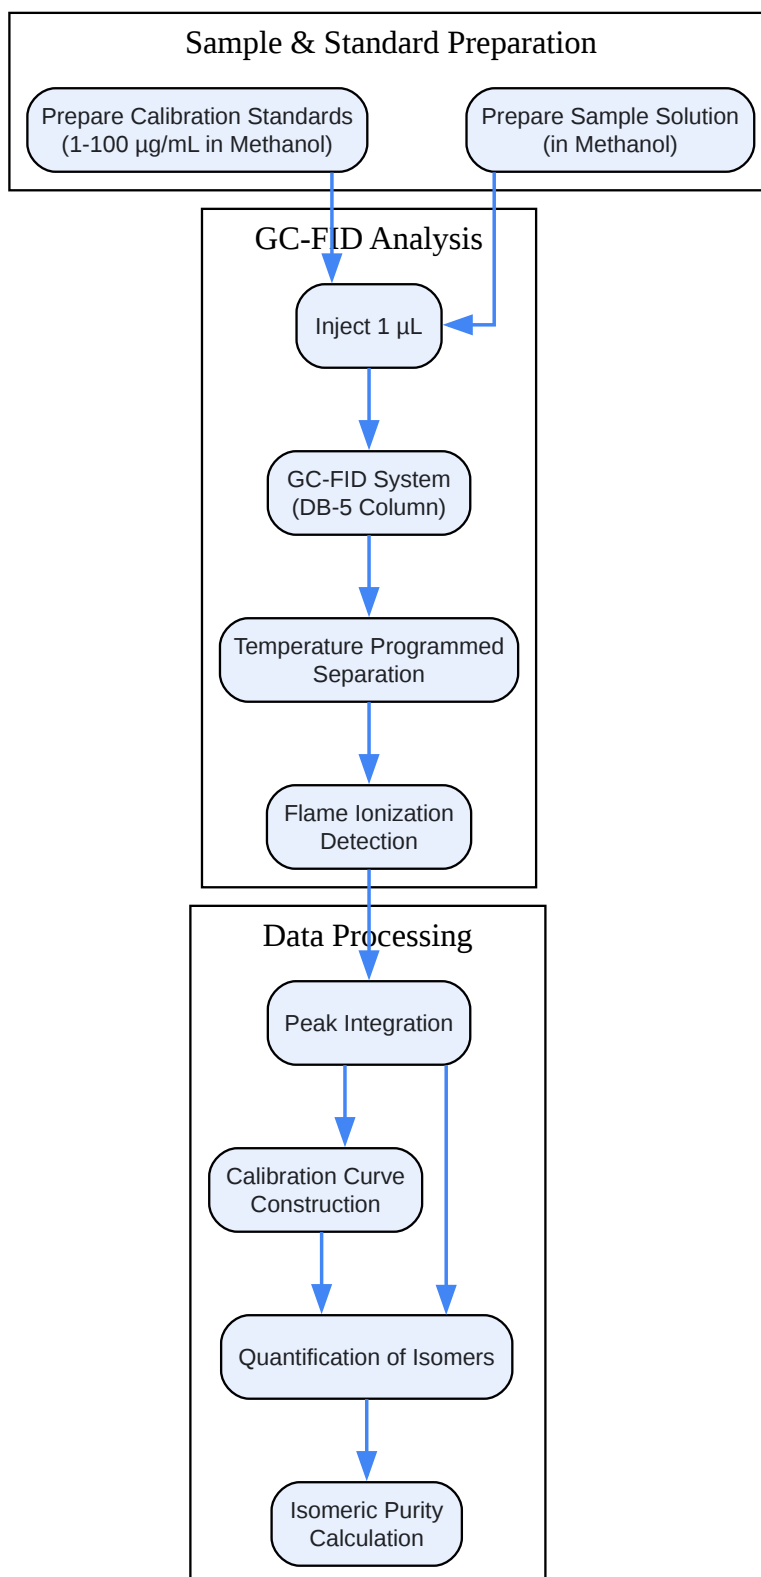 Sample & Standard Preparation
Prepare Calibration Standards
(1-100 µg/mL in Methanol)
Prepare Sample Solution
(in Methanol)
GC-FID Analysis
Inject 1 µL
GC-FID System
(DB-5 Column)
Temperature Programmed
Separation
Flame Ionization
Detection
Data Processing
Peak Integration
Calibration Curve
Construction
Quantification of Isomers
Isomeric Purity
Calculation